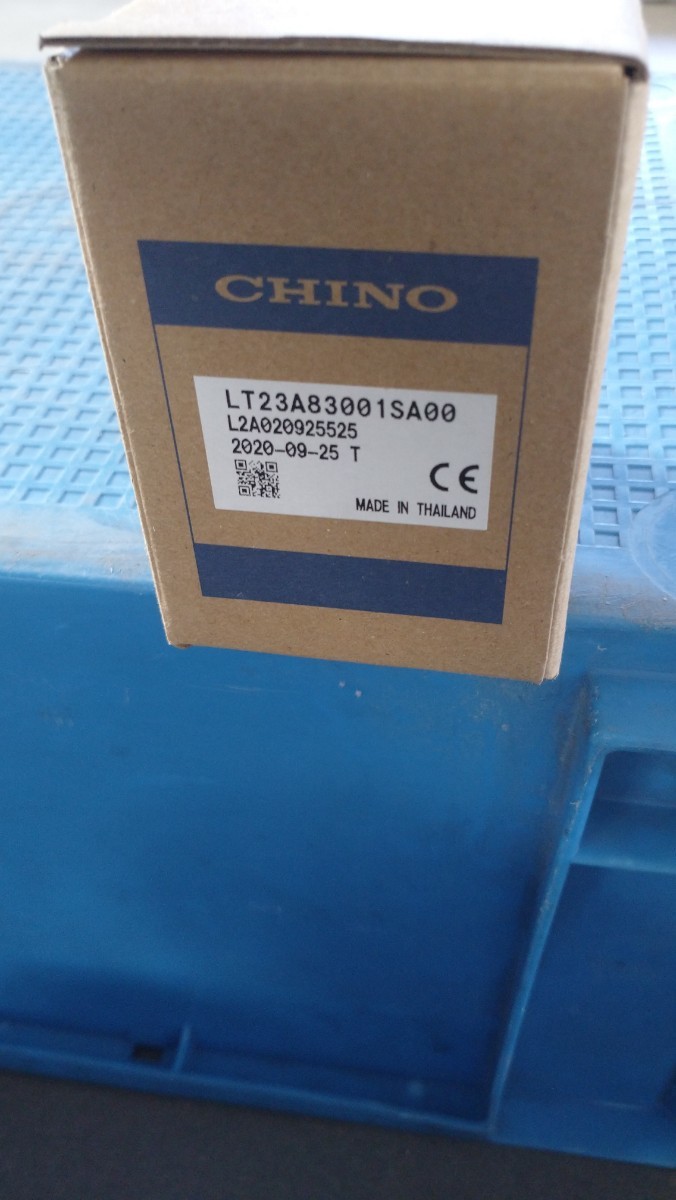 CHINO
LT23A83001SA00
L2A020925525
2020-09-25 T
CE
MADE IN THAILAND